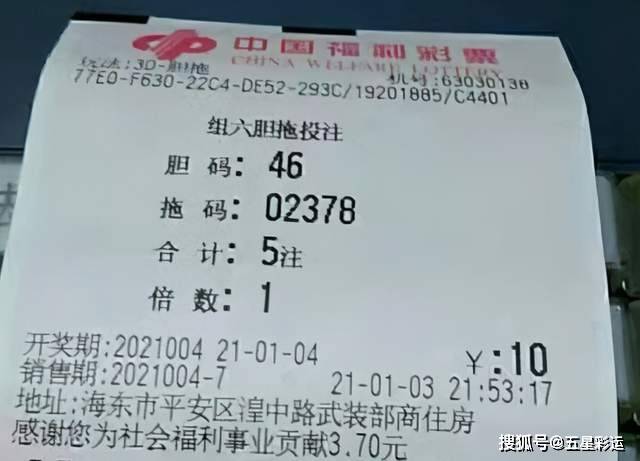 中国福利彩票
CHINA WELFARE LOTTERY
玩法:3D-胆拖 机号:63030138
77E0-F630-22C4-DE52-293C/19201885/C4401
组六胆拖投注
胆 码: 46
拖 码: 02378
合 计: 5注
倍 数: 1
开奖期:2021004 21-01-04 ¥:10
销售期:2021004-7 21-01-03 21:53:17
地址:海东市平安区湟中路武装部商住房
感谢您为社会福利事业贡献3.70元
搜狐号@五星彩运